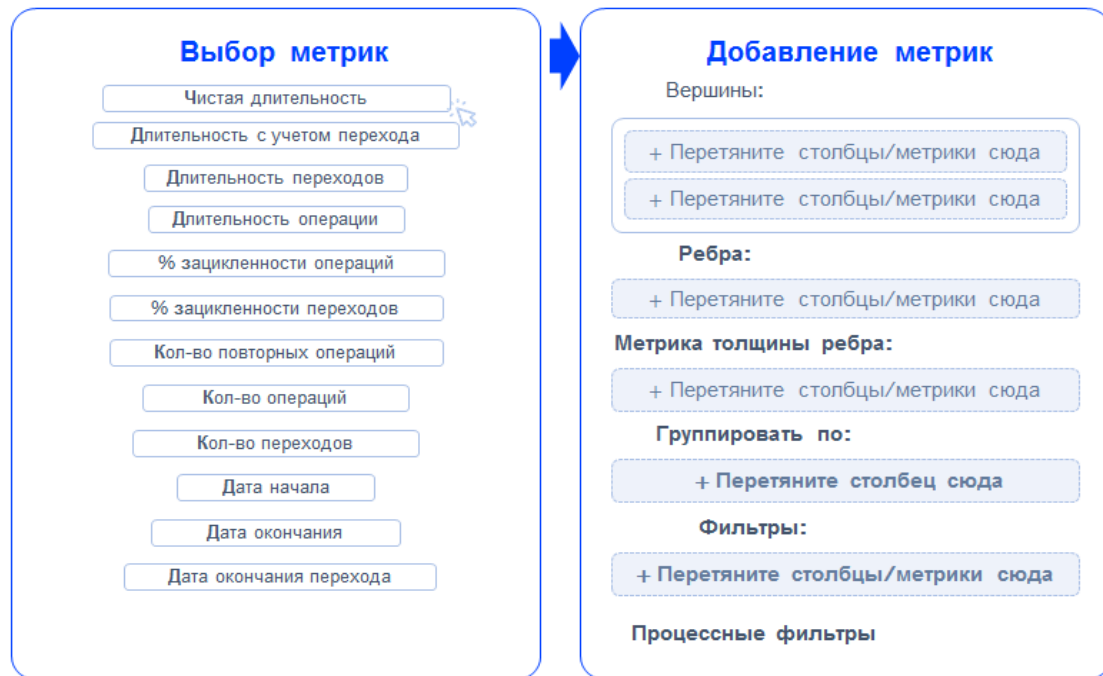 Выбор метрик
Чистая длительность
Длительность с учетом перехода
Длительность переходов
Длительность операции
% зацикленности операций
% зацикленности переходов
Кол-во повторных операций
Кол-во операций
Кол-во переходов
Дата начала
Дата окончания
Дата окончания перехода
Добавление метрик
Вершины:
+ Перетяните столбцы/метрики сюда
+ Перетяните столбцы/метрики сюда
Ребра:
+ Перетяните столбцы/метрики сюда
Метрика толщины ребра:
+ Перетяните столбцы/метрики сюда
Группировать по:
+ Перетяните столбец сюда
Фильтры:
+ Перетяните столбцы/метрики сюда
Процессные фильтры